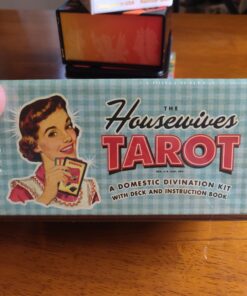 THE
Housewives
TAROT
A DOMESTIC DIVINATION KIT
WITH DECK AND INSTRUCTION BOOK!